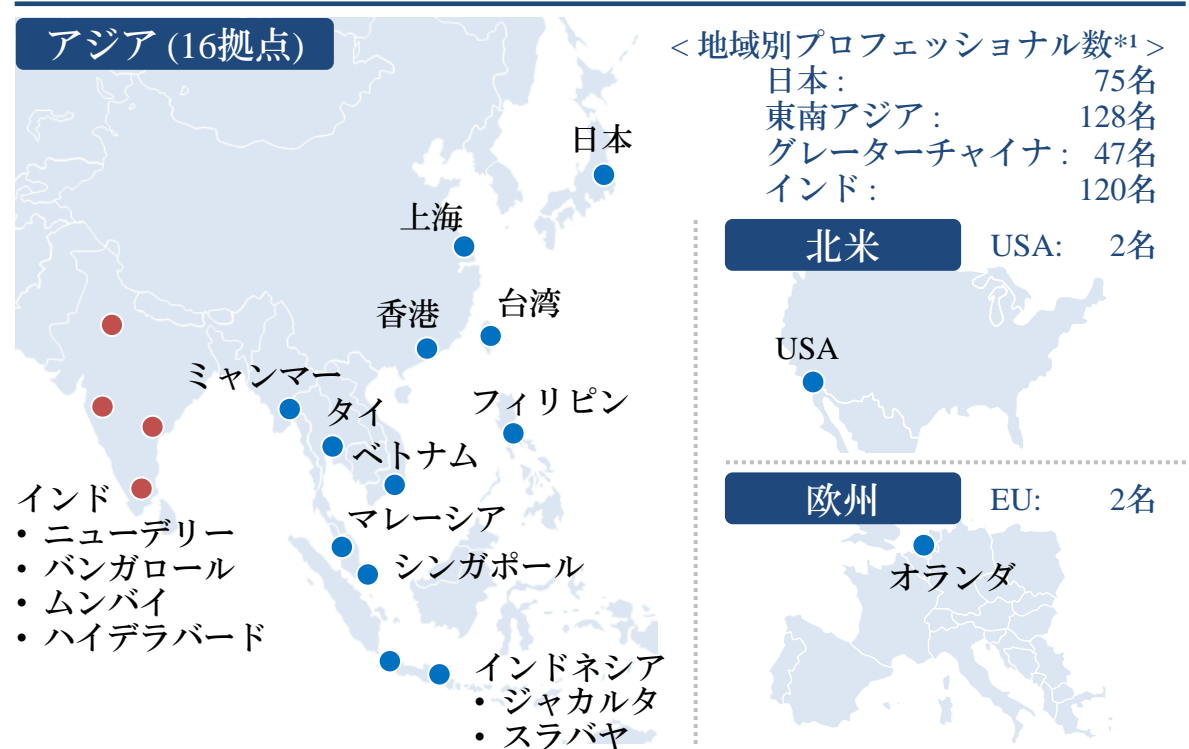 アジア (16拠点)
< 地域別プロフェッショナル数*1 >
日本 : 75名
東南アジア : 128名
グレーターチャイナ : 47名
インド : 120名
日本
上海
香港
台湾
ミャンマー
タイ
フィリピン
ベトナム
マレーシア
シンガポール
インド
• ニューデリー
• バンガロール
• ムンバイ
• ハイデラバード
インドネシア
• ジャカルタ
• スラバヤ
北米 USA: 2名
USA
欧州 EU: 2名
オランダ